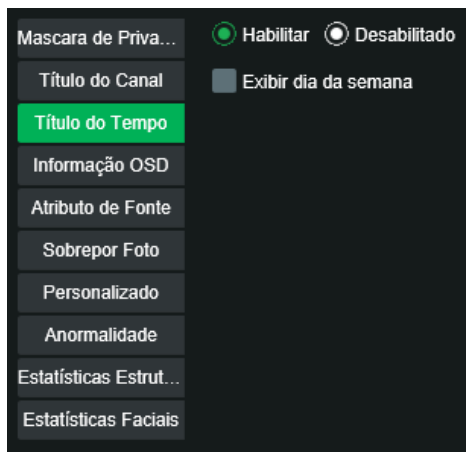 Mascara de Priva...
Título do Canal
Título do Tempo
Informação OSD
Atributo de Fonte
Sobrepor Foto
Personalizado
Anormalidade
Estatísticas Estrut...
Estatísticas Faciais
Habilitar Desabilitado
Exibir dia da semana